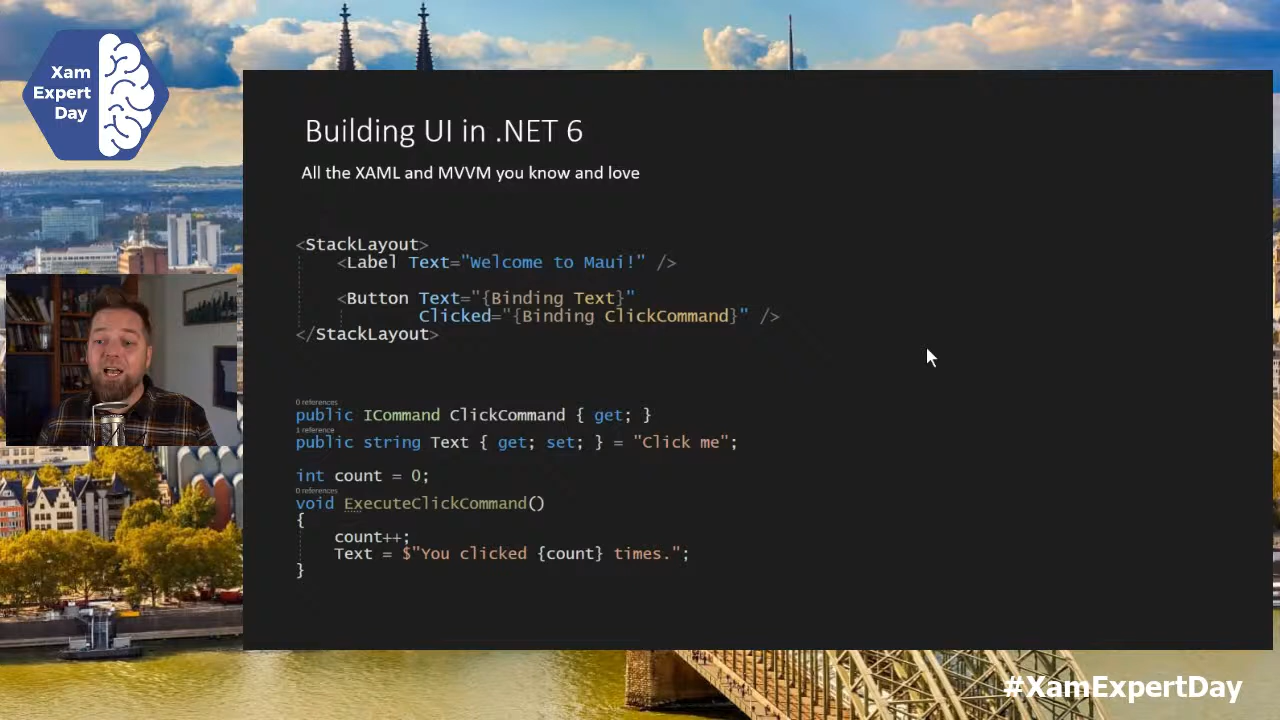 Xam
Expert
Day
Building UI in .NET 6
All the XAML and MVVM you know and love
<StackLayout>
<Label Text="Welcome to Maui!" />
<Button Text="{Binding Text}"
Clicked="{Binding ClickCommand}" />
</StackLayout>
0 references
public ICommand ClickCommand { get; }
1 reference
public string Text { get; set; } = "Click me";
int count = 0;
0 references
void ExecuteClickCommand()
{
count++;
Text = $"You clicked {count} times.";
}
#XamExpertDay